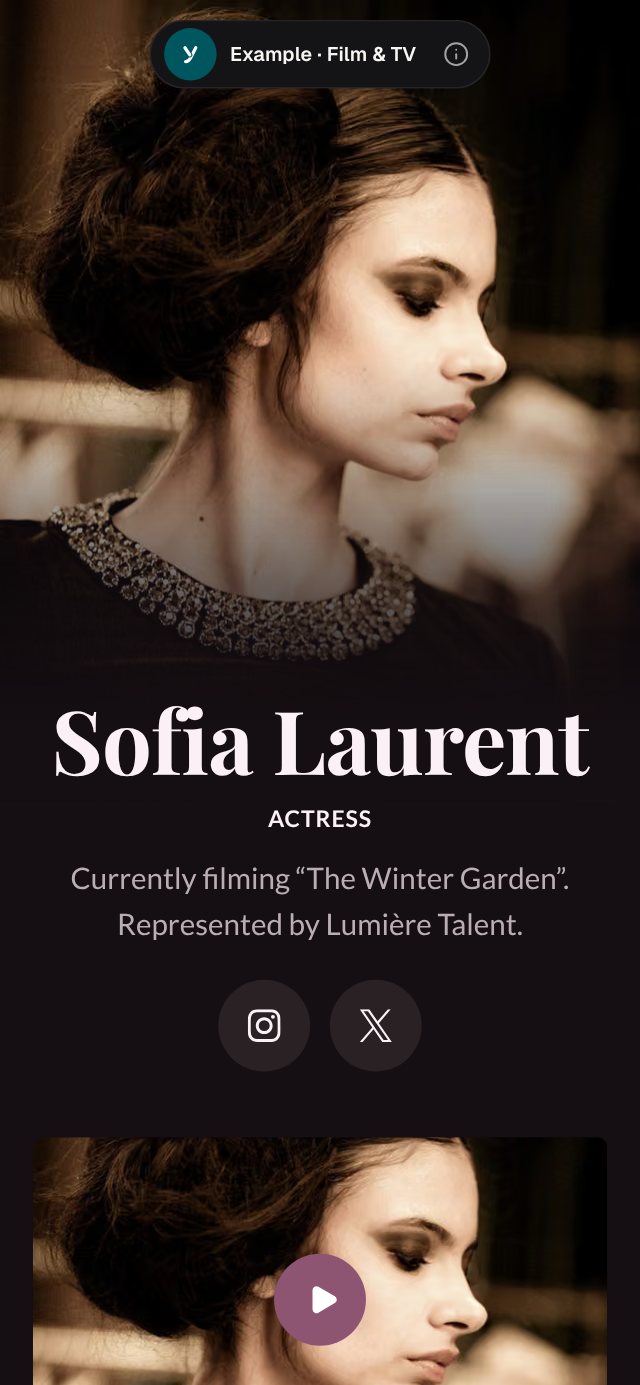 Example · Film & TV
Sofia Laurent
ACTRESS
Currently filming “The Winter Garden”.
Represented by Lumière Talent.